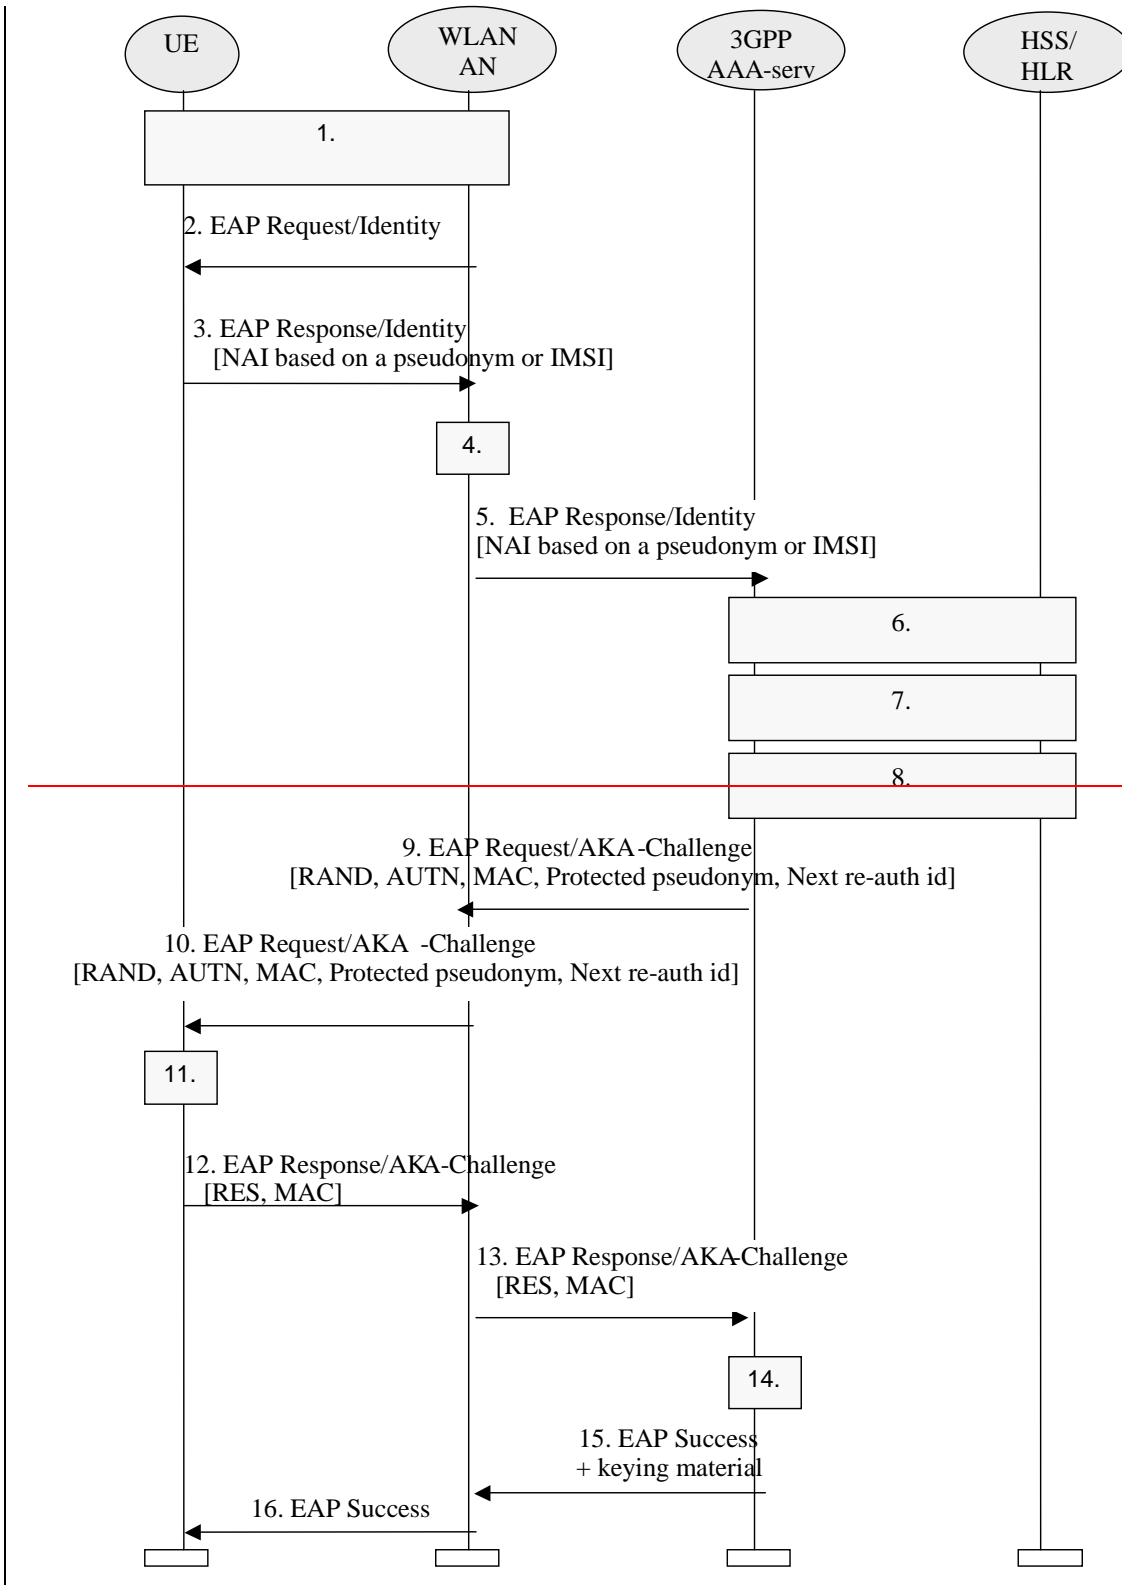 UE
WLAN
AN
3GPP
AAA-serv
HSS/
HLR
1.
2. EAP Request/Identity
3. EAP Response/Identity
[NAI based on a pseudonym or IMSI]
4.
5. EAP Response/Identity
[NAI based on a pseudonym or IMSI]
6.
7.
8.
9. EAP Request/AKA-Challenge
[RAND, AUTN, MAC, Protected pseudonym, Next re-auth id]
10. EAP Request/AKA -Challenge
[RAND, AUTN, MAC, Protected pseudonym, Next re-auth id]
11.
12. EAP Response/AKA-Challenge
[RES, MAC]
13. EAP Response/AKA-Challenge
[RES, MAC]
14.
15. EAP Success
+ keying material
16. EAP Success